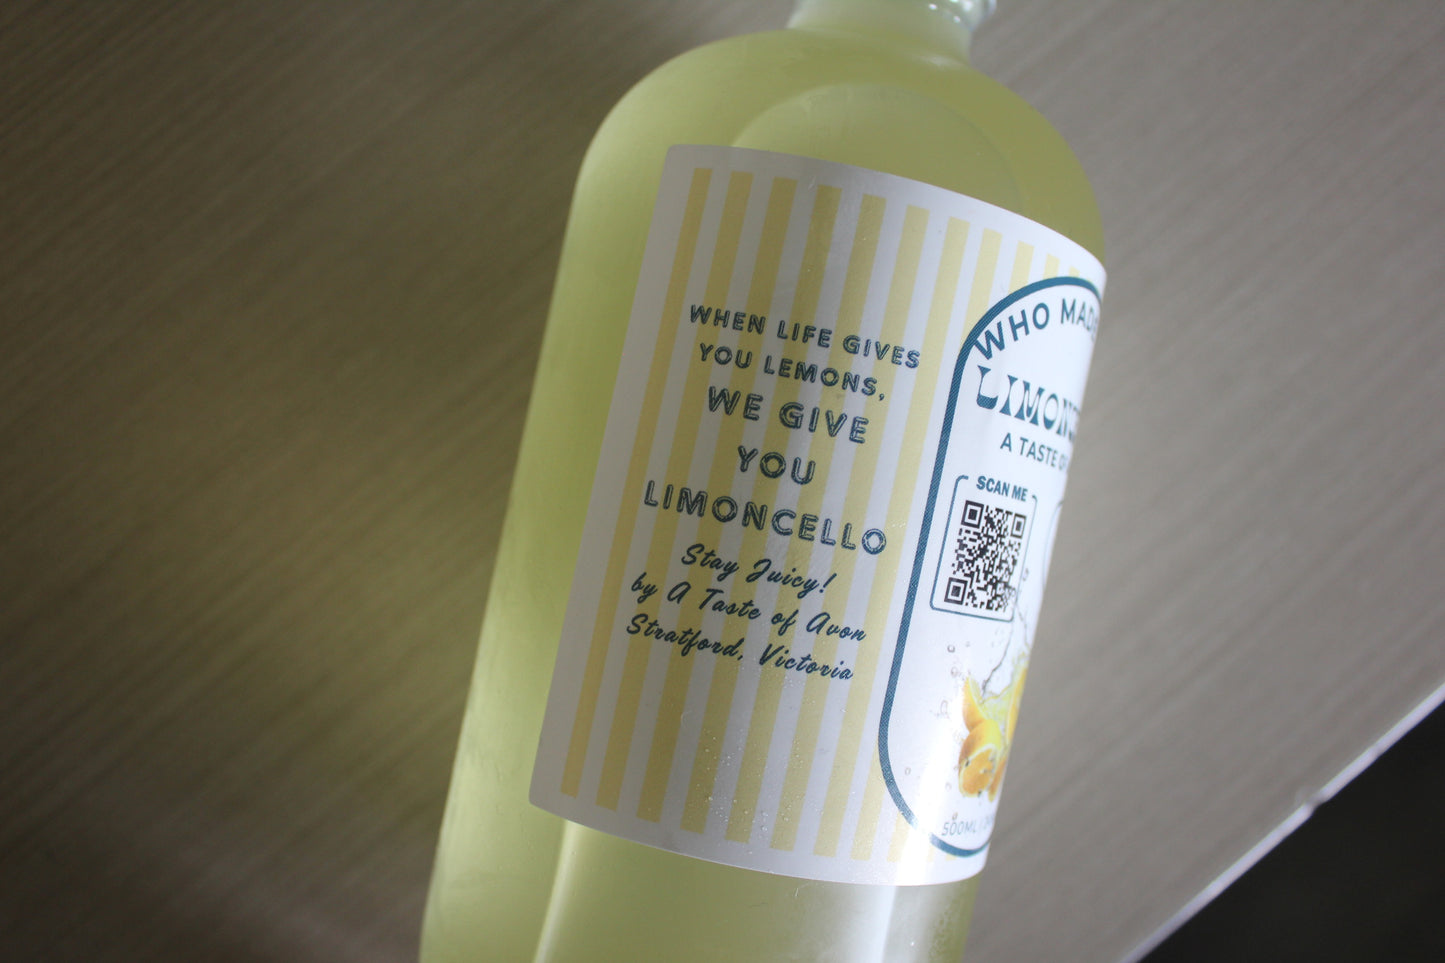 WHEN LIFE GIVES
YOU LEMONS,
WE GIVE
YOU
LIMONCELLO
Stay Juicy!
by A Taste of Avon
Stratford, Victoria
WHO MADE
A TASTE OF
SCAN ME
500ML